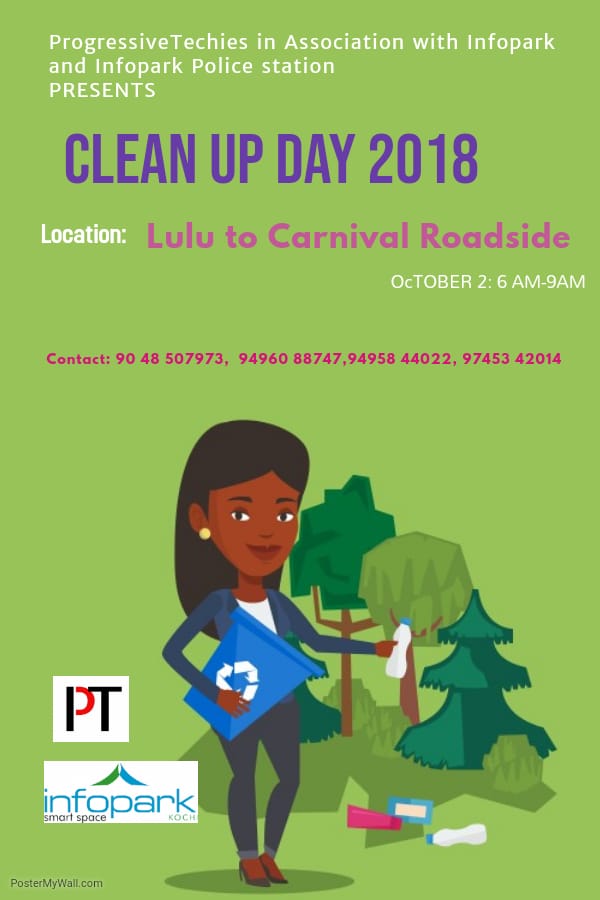 ProgressiveTechies in Association with Infopark
and Infopark Police station
PRESENTS
CLEAN UP DAY 2018
Location: Lulu to Carnival Roadside
OcTOBER 2: 6 AM-9AM
Contact: 90 48 507973, 94960 88747,94958 44022, 97453 42014
PT
infopark
smart space KOCHI
PosterMyWall.com